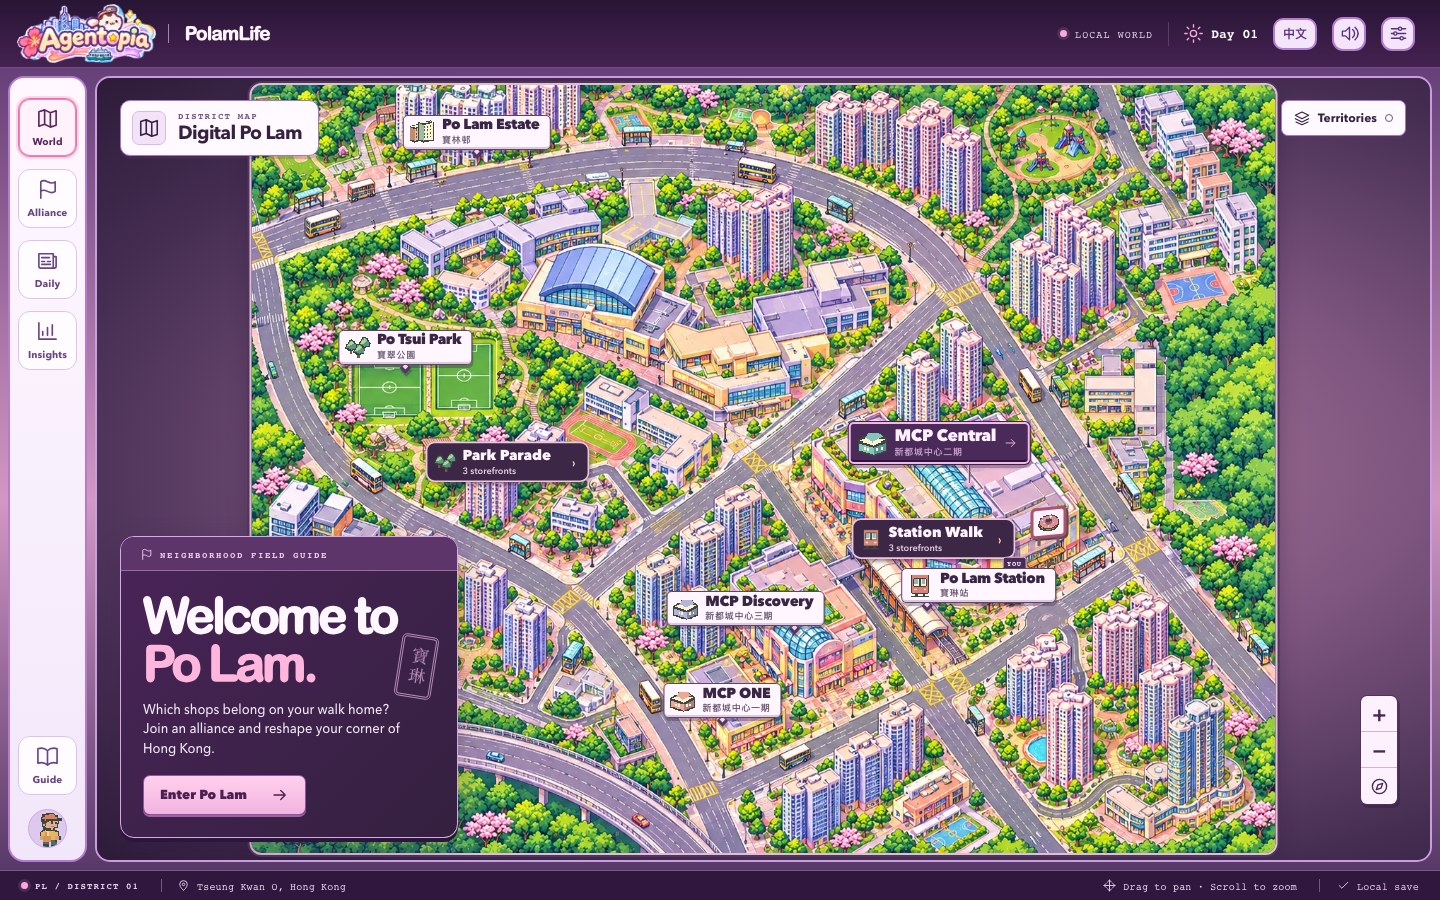 Agentopia
PolamLife
LOCAL WORLD
Day 01
中文
World
Alliance
Daily
Insights
Guide
DISTRICT MAP
Digital Po Lam
Territories
Po Lam Estate
寶林邨
Po Tsui Park
寶翠公園
Park Parade
3 storefronts
MCP Central
新都城中心二期
Station Walk
3 storefronts
YOU
Po Lam Station
寶琳站
MCP Discovery
新都城中心三期
MCP ONE
新都城中心一期
NEIGHBORHOOD FIELD GUIDE
Welcome to
Po Lam.
寶琳
Which shops belong on your walk home?
Join an alliance and reshape your corner of
Hong Kong.
Enter Po Lam
PL / DISTRICT 01
Tseung Kwan O, Hong Kong
Drag to pan · Scroll to zoom
Local save